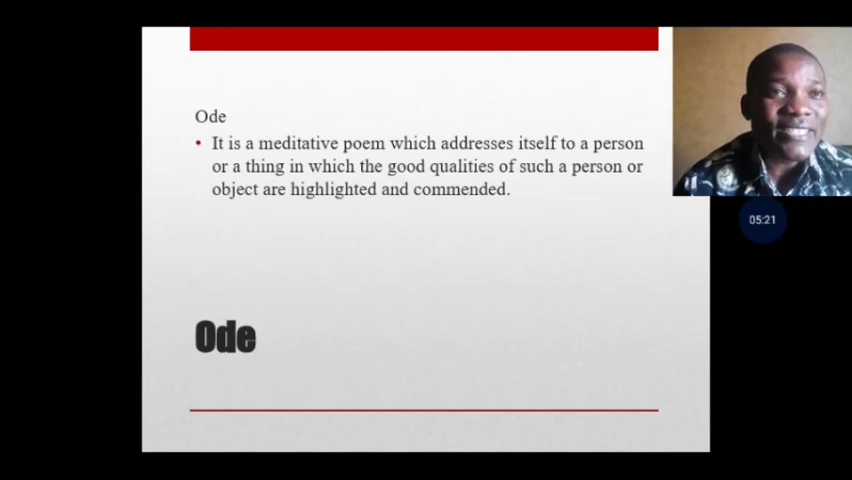 Ode
• It is a meditative poem which addresses itself to a person
or a thing in which the good qualities of such a person or
object are highlighted and commended.
05:21
Ode